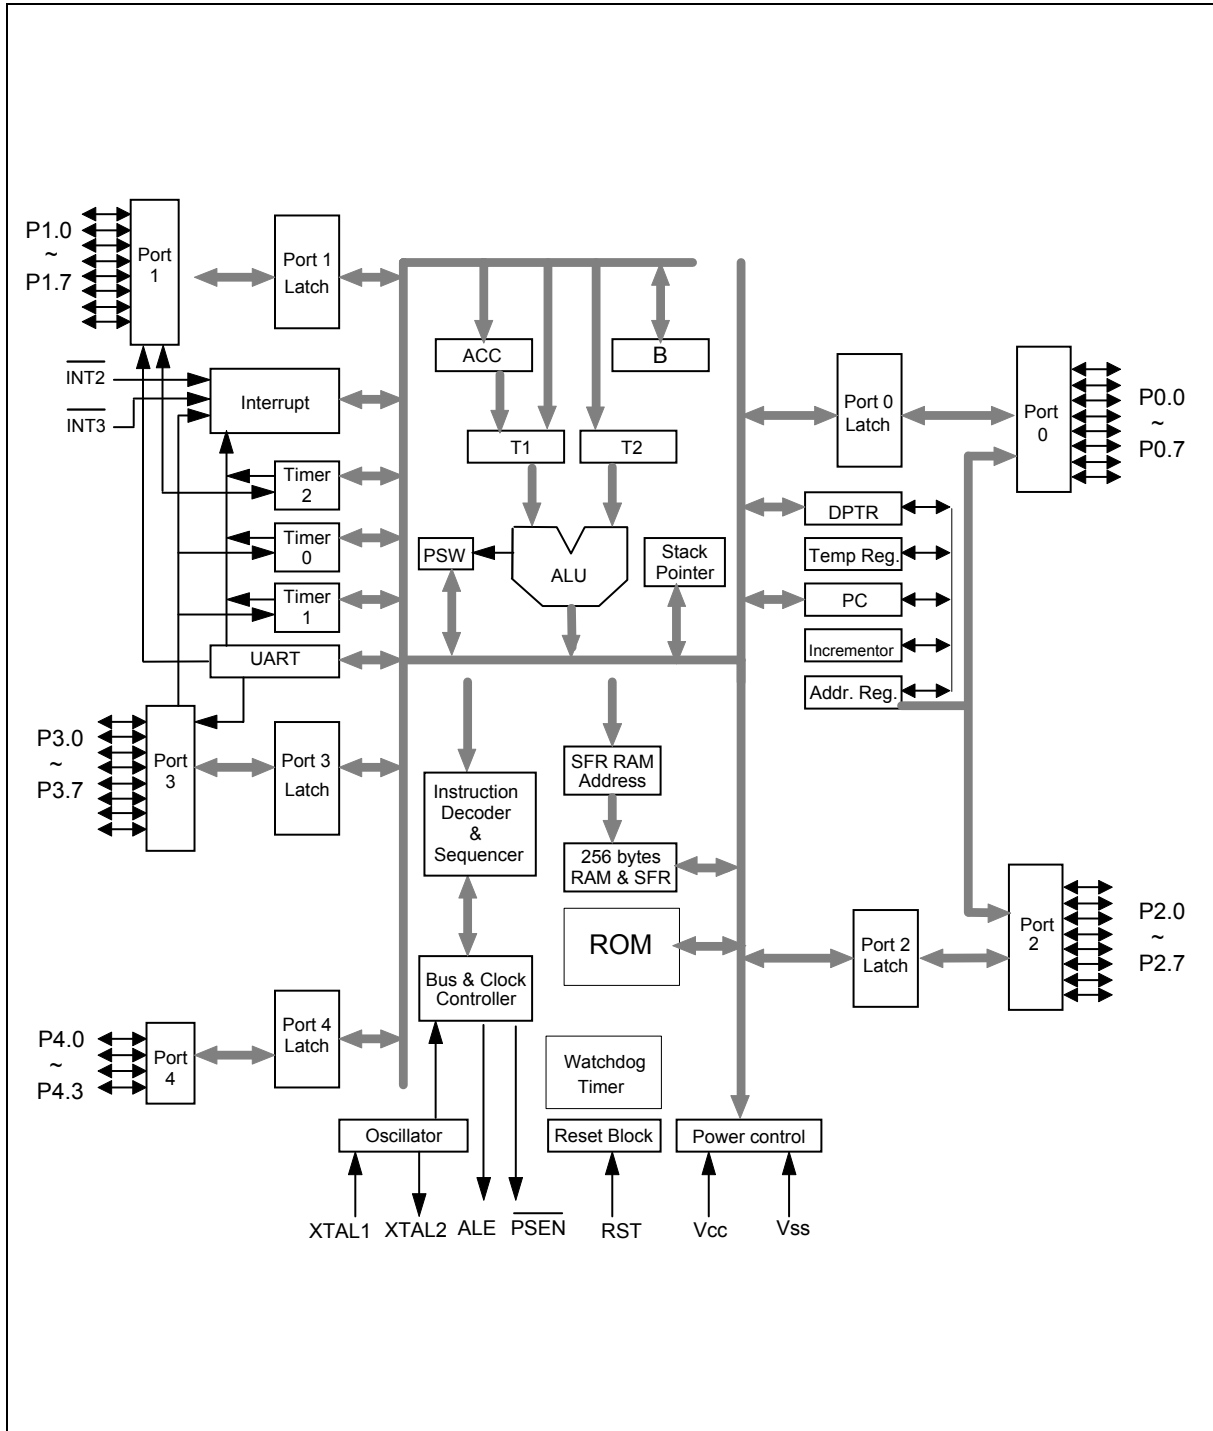 P1.0
~
P1.7
Port
1
Port 1
Latch
ACC
B
INT2
INT3
Interrupt
T1
T2
Port 0
Latch
Port
0
P0.0
~
P0.7
Timer
2
Timer
0
Timer
1
UART
PSW
ALU
Stack
Pointer
DPTR
Temp Reg.
PC
Incrementor
Addr. Reg.
P3.0
~
P3.7
Port
3
Port 3
Latch
Instruction
Decoder
&
Sequencer
SFR RAM
Address
256 bytes
RAM & SFR
ROM
Port 2
Latch
Port
2
P2.0
~
P2.7
Bus & Clock
Controller
P4.0
~
P4.3
Port
4
Port 4
Latch
Watchdog
Timer
Oscillator
Reset Block
Power control
XTAL1
XTAL2
ALE
PSEN
RST
Vcc
Vss